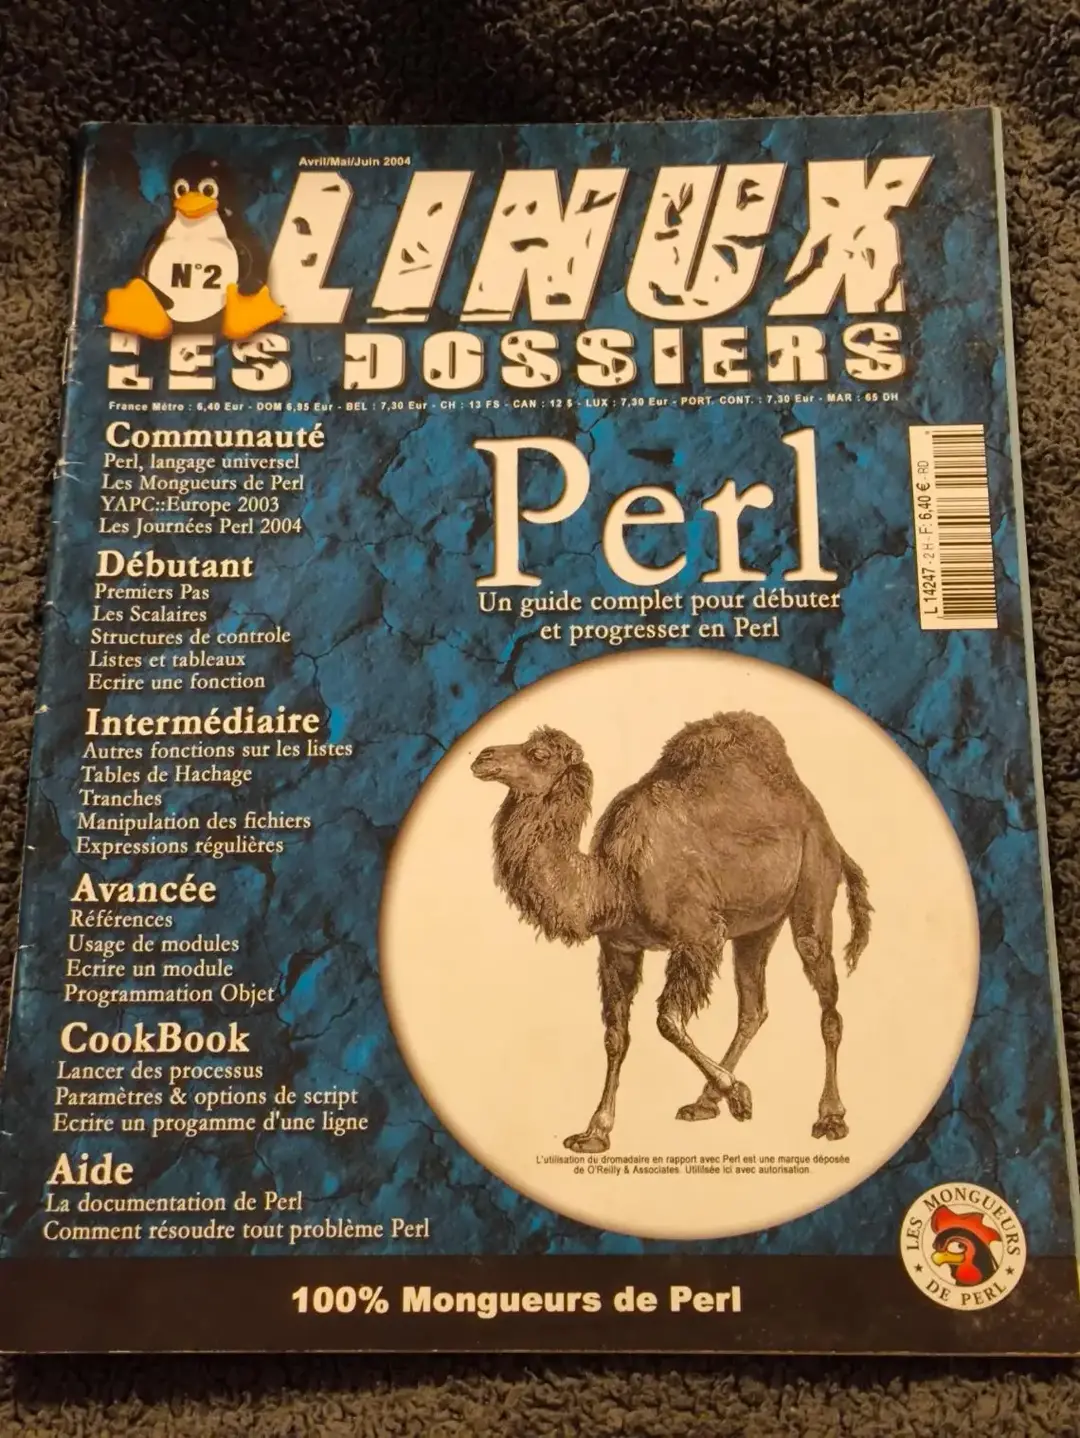 Avril/Mai/Juin 2004
LINUX
N°2
LES DOSSIERS
France Métro : 6,40 Eur - DOM 6,95 Eur - BEL : 7,30 Eur - CH : 13 FS - CAN : 12 $ - LUX : 7,30 Eur - PORT. CONT. : 7,30 Eur - MAR : 65 DH
Communauté
Perl, langage universel
Les Mongueurs de Perl
YAPC::Europe 2003
Les Journées Perl 2004
Débutant
Premiers Pas
Les Scalaires
Structures de controle
Listes et tableaux
Ecrire une fonction
Intermédiaire
Autres fonctions sur les listes
Tables de Hachage
Tranches
Manipulation des fichiers
Expressions régulières
Avancée
Références
Usage de modules
Ecrire un module
Programmation Objet
CookBook
Lancer des processus
Paramètres & options de script
Ecrire un progamme d'une ligne
Aide
La documentation de Perl
Comment résoudre tout problème Perl
Perl
Un guide complet pour débuter
et progresser en Perl
L 14247 - 2 H - F: 6,40 € - RD
L'utilisation du dromadaire en rapport avec Perl est une marque déposée
de O'Reilly & Associates. Utilisée ici avec autorisation
LES MONGUEURS
DE PERL
100% Mongueurs de Perl